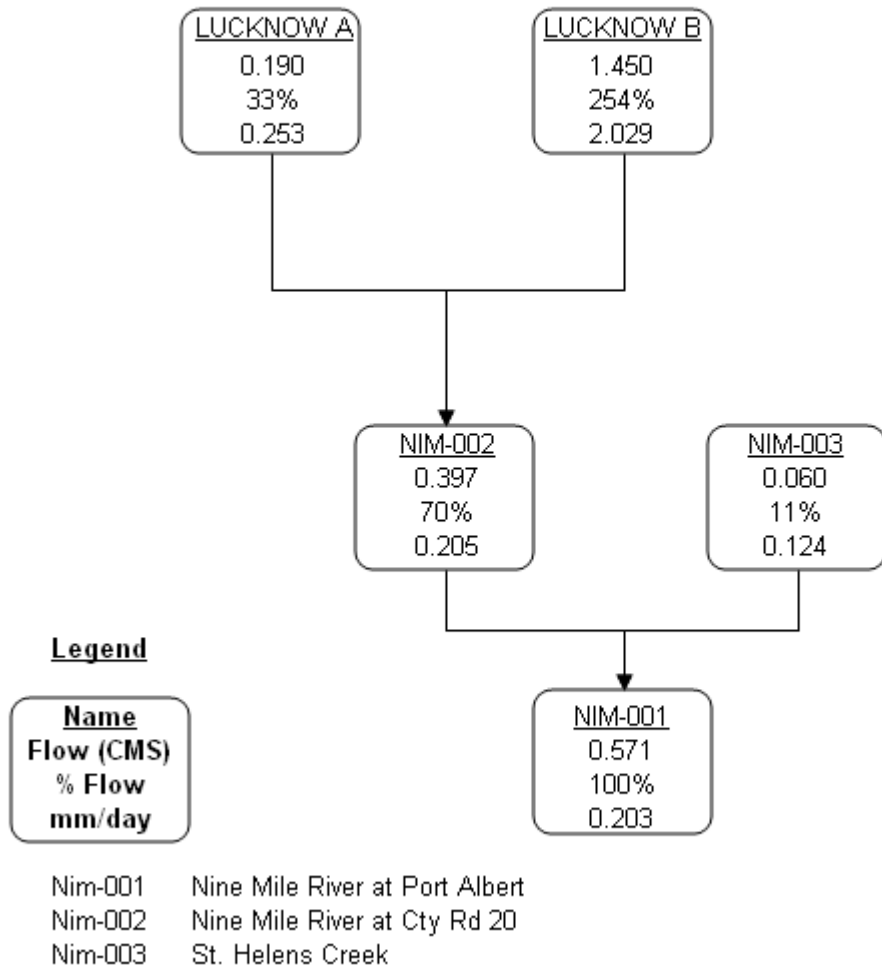 LUCKNOW A
0.190
33%
0.253
LUCKNOW B
1.450
254%
2.029
NIM-002
0.397
70%
0.205
NIM-003
0.060
11%
0.124
NIM-001
0.571
100%
0.203
Legend
Name
Flow (CMS)
% Flow
mm/day
Nim-001 Nine Mile River at Port Albert
Nim-002 Nine Mile River at Cty Rd 20
Nim-003 St. Helens Creek